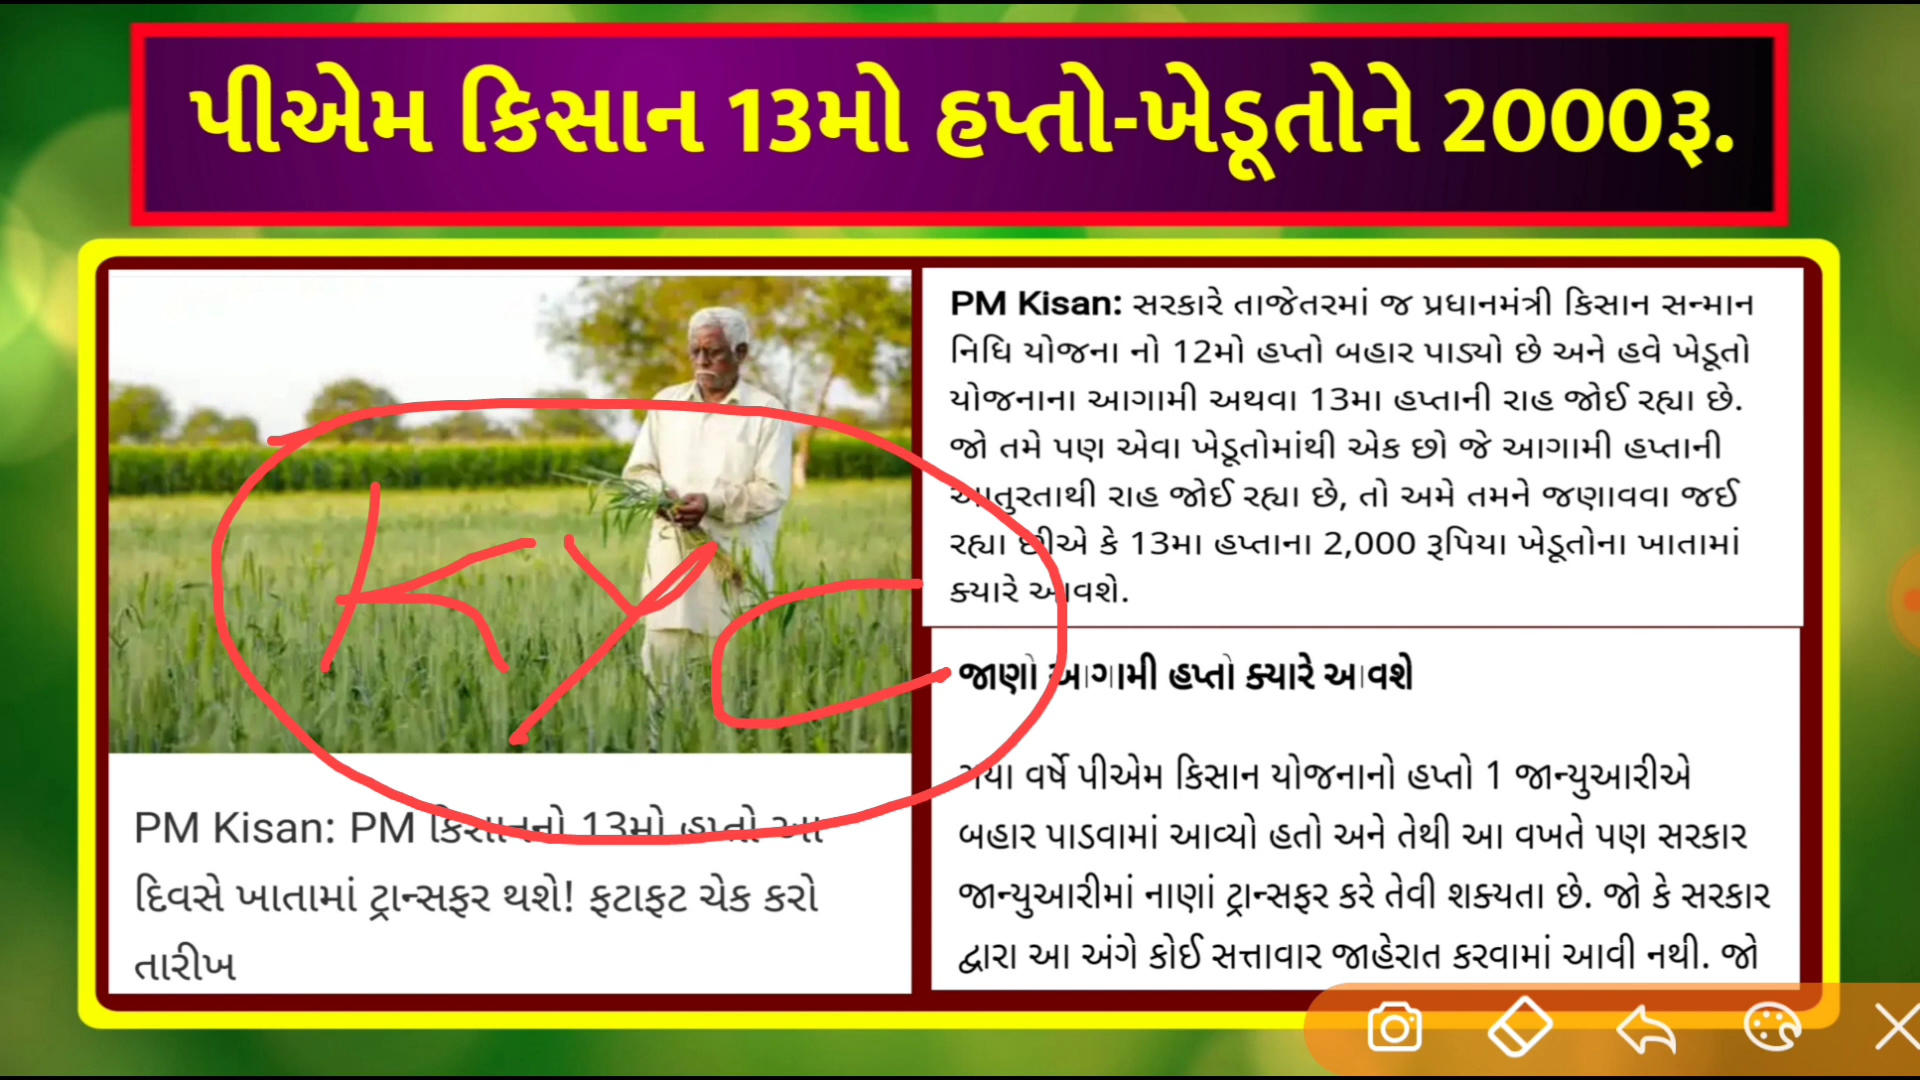 પીએમ કિસાન 13મો હપ્તો-ખેડૂતોને 2000રૂ.
PM Kisan: સરકારે તાજેતરમાં જ પ્રધાનમંત્રી કિસાન સન્માન
નિધિ યોજના નો 12મો હપ્તો બહાર પાડ્યો છે અને હવે ખેડૂતો
યોજનાના આગામી અથવા 13મા હપ્તાની રાહ જોઈ રહ્યા છે.
જો તમે પણ એવા ખેડૂતોમાંથી એક છો જે આગામી હપ્તાની
આતુરતાથી રાહ જોઈ રહ્યા છે, તો અમે તમને જણાવવા જઈ
રહ્યા છીએ કે 13મા હપ્તાના 2,000 રૂપિયા ખેડૂતોના ખાતામાં
ક્યારે આવશે.
KYC
જાણો આગામી હપ્તો ક્યારે આવશે
ગયા વર્ષે પીએમ કિસાન યોજનાનો હપ્તો 1 જાન્યુઆરીએ
બહાર પાડવામાં આવ્યો હતો અને તેથી આ વખતે પણ સરકાર
જાન્યુઆરીમાં નાણાં ટ્રાન્સફર કરે તેવી શક્યતા છે. જો કે સરકાર
દ્વારા આ અંગે કોઈ સત્તાવાર જાહેરાત કરવામાં આવી નથી. જો
PM Kisan: PM કિસાનનો 13મો હપ્તો આ
દિવસે ખાતામાં ટ્રાન્સફર થશે! ફટાફટ ચેક કરો
તારીખ